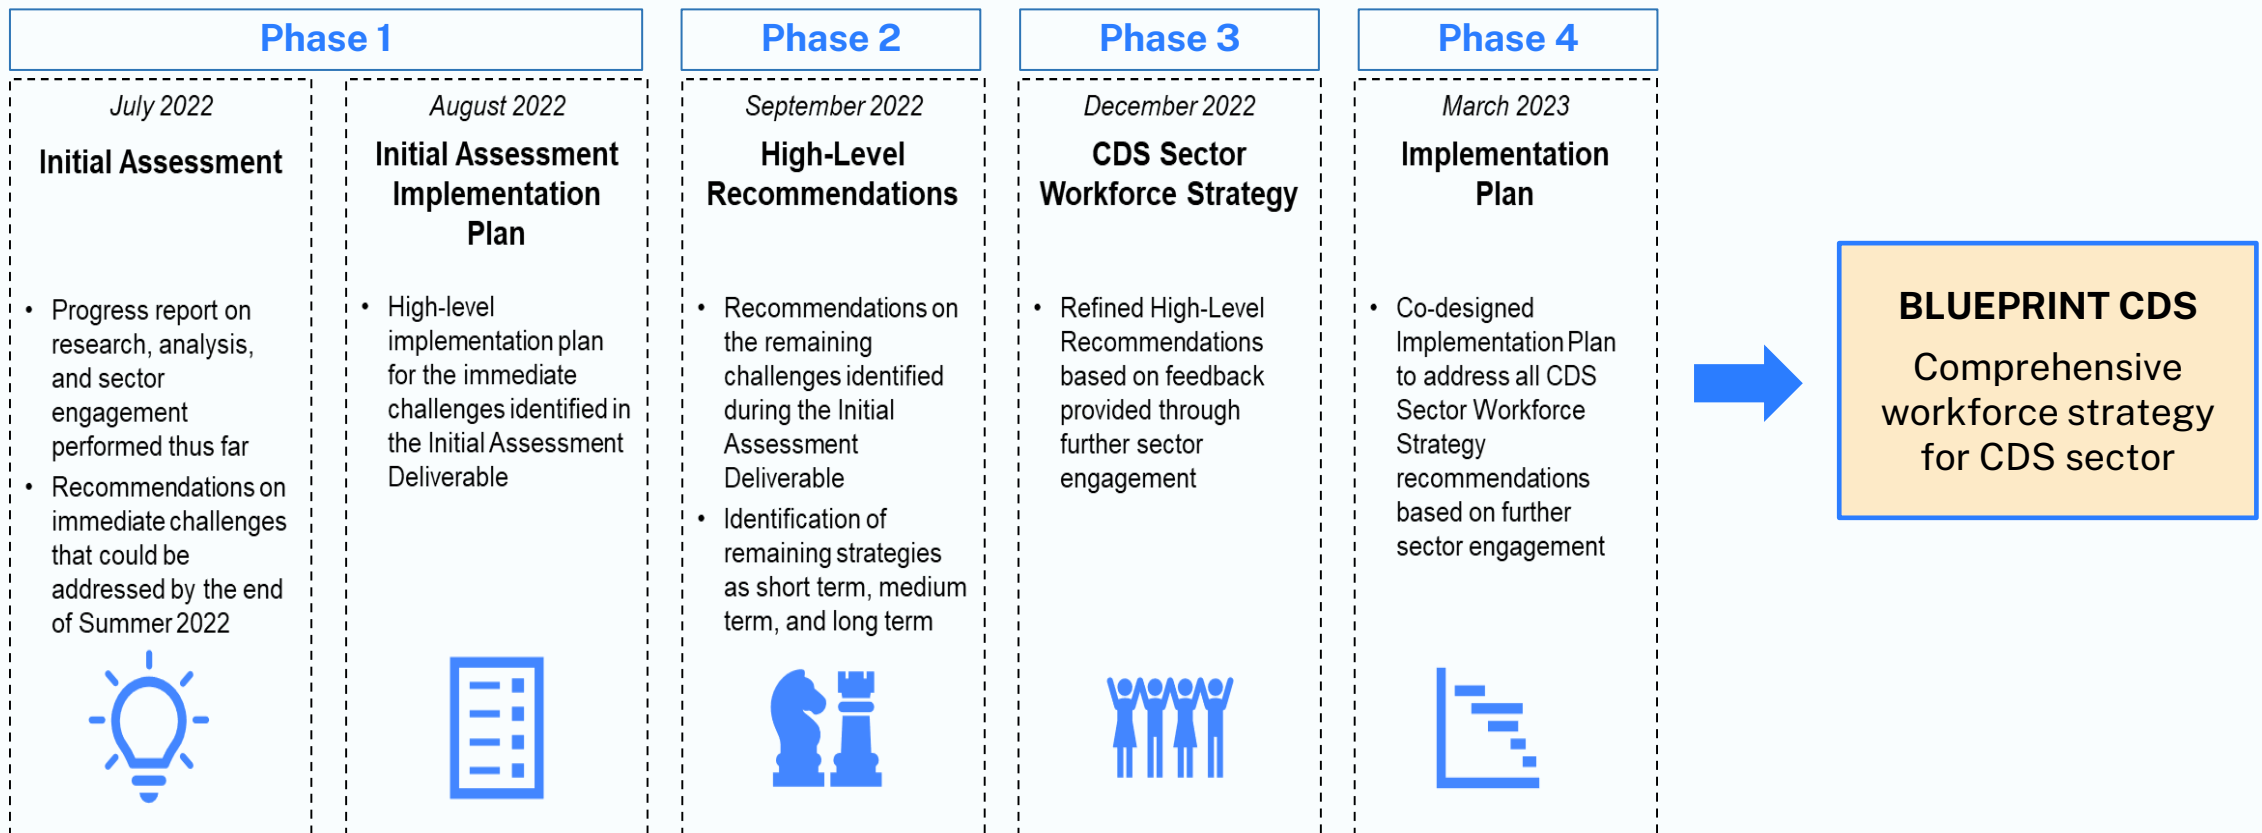 Phase 1
July 2022
Initial Assessment
• Progress report on
research, analysis,
and sector
engagement
performed thus far
• Recommendations on
immediate challenges
that could be
addressed by the end
of Summer 2022
August 2022
Initial Assessment
Implementation
Plan
• High-level
implementation plan
for the immediate
challenges identified in
the Initial Assessment
Deliverable
Phase 2
September 2022
High-Level
Recommendations
• Recommendations on
the remaining
challenges identified
during the Initial
Assessment
Deliverable
• Identification of
remaining strategies
as short term, medium
term, and long term
Phase 3
December 2022
CDS Sector
Workforce Strategy
• Refined High-Level
Recommendations
based on feedback
provided through
further sector
engagement
Phase 4
March 2023
Implementation
Plan
• Co-designed
Implementation Plan
to address all CDS
Sector Workforce
Strategy
recommendations
based on further
sector engagement
BLUEPRINT CDS
Comprehensive
workforce strategy
for CDS sector